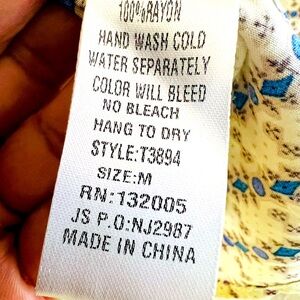 100%RAYON
HAND WASH COLD
WATER SEPARATELY
COLOR WILL BLEED
NO BLEACH
HANG TO DRY
STYLE:T3894
SIZE:M
RN:132005
JS P.O:NJ2987
MADE IN CHINA